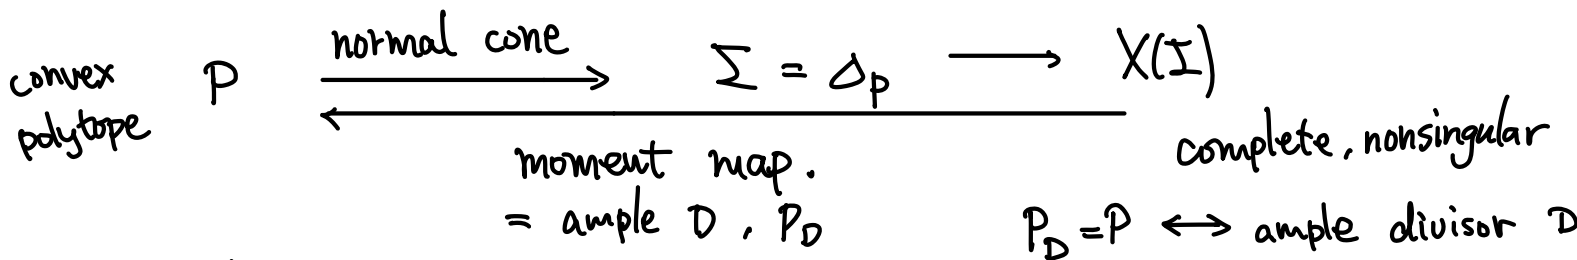 convex polytope P normal cone Σ = Δ_P → X(Σ)
moment map. complete, nonsingular
= ample D, P_D P_D = P ↔ ample divisor D